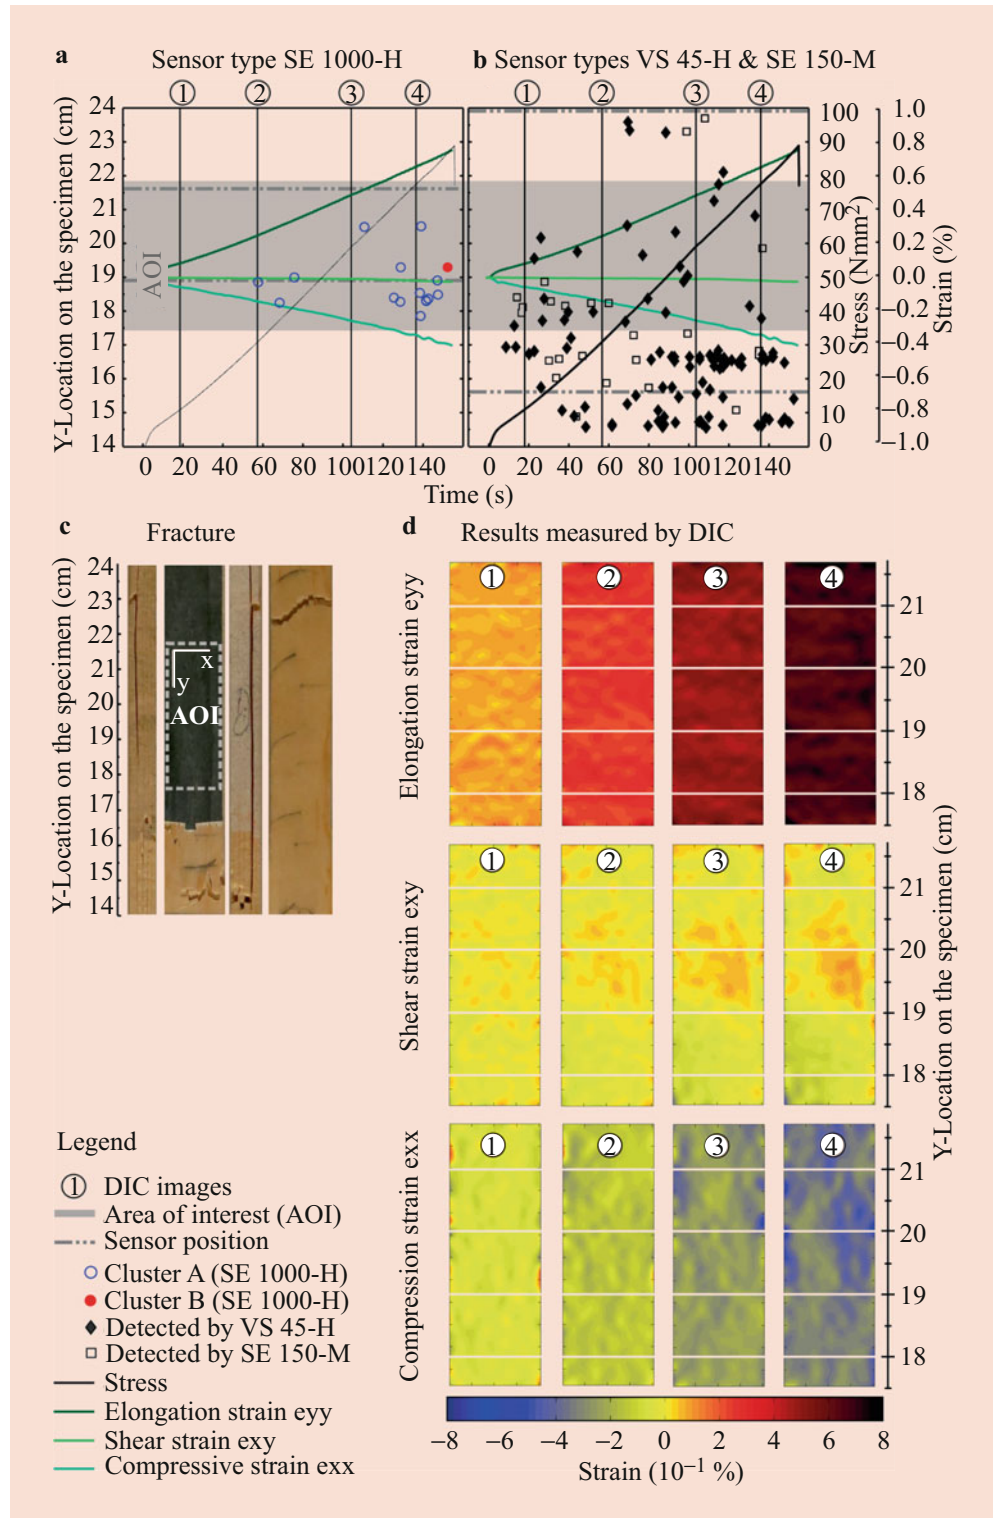 a Sensor type SE 1000-H
b Sensor types VS 45-H & SE 150-M
1 2 3 4
1 2 3 4
Y-Location on the specimen (cm)
24
23
22
21
20
19
18
17
16
15
14
AOI
0 20 40 60 80 100 120 140
0 20 40 60 80 100 120 140
Time (s)
100
90
80
70
60
50
40
30
20
10
0
Stress (Nmm²)
1.0
0.8
0.6
0.4
0.2
0.0
−0.2
−0.4
−0.6
−0.8
−1.0
Strain (%)
c Fracture
Y-Location on the specimen (cm)
24
23
22
21
20
19
18
17
16
15
14
x
y
AOI
d Results measured by DIC
Elongation strain eyy
1 2 3 4
21
20
19
18
Shear strain exy
1 2 3 4
21
20
19
18
Compression strain exx
1 2 3 4
21
20
19
18
Y-Location on the specimen (cm)
−8 −6 −4 −2 0 2 4 6 8
Strain (10⁻¹ %)
Legend
1 DIC images
Area of interest (AOI)
Sensor position
Cluster A (SE 1000-H)
Cluster B (SE 1000-H)
Detected by VS 45-H
Detected by SE 150-M
Stress
Elongation strain eyy
Shear strain exy
Compressive strain exx